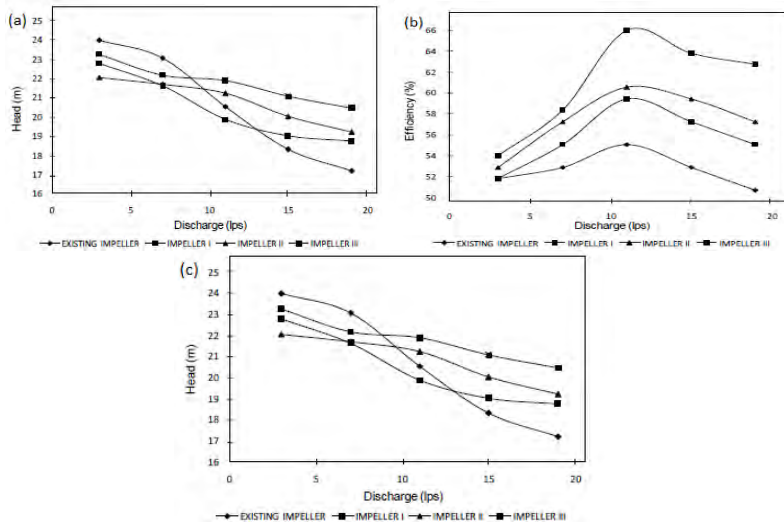 (a)
25
24
23
22
21
20
19
18
17
16
Head (m)
0
5
10
15
20
Discharge (lps)
EXISTING IMPELLER
IMPELLER I
IMPELLER II
IMPELLER III
(b)
66
64
62
60
58
56
54
52
50
Efficiency (%)
0
5
10
15
20
Discharge (lps)
EXISTING IMPELLER
IMPELLER I
IMPELLER II
IMPELLER III
(c)
25
24
23
22
21
20
19
18
17
16
Head (m)
0
5
10
15
20
Discharge (lps)
EXISTING IMPELLER
IMPELLER I
IMPELLER II
IMPELLER III